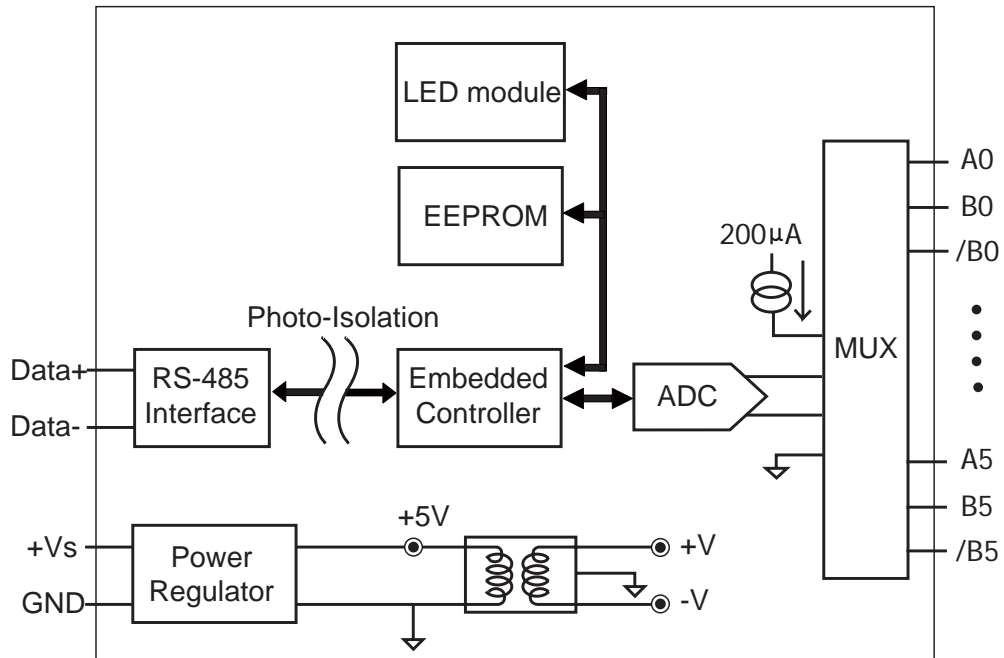 LED module
EEPROM
200µA
A0
B0
/B0
MUX
Photo-Isolation
Data+
Data-
RS-485
Interface
Embedded
Controller
ADC
A5
B5
/B5
+Vs
GND
Power
Regulator
+5V
+V
-V